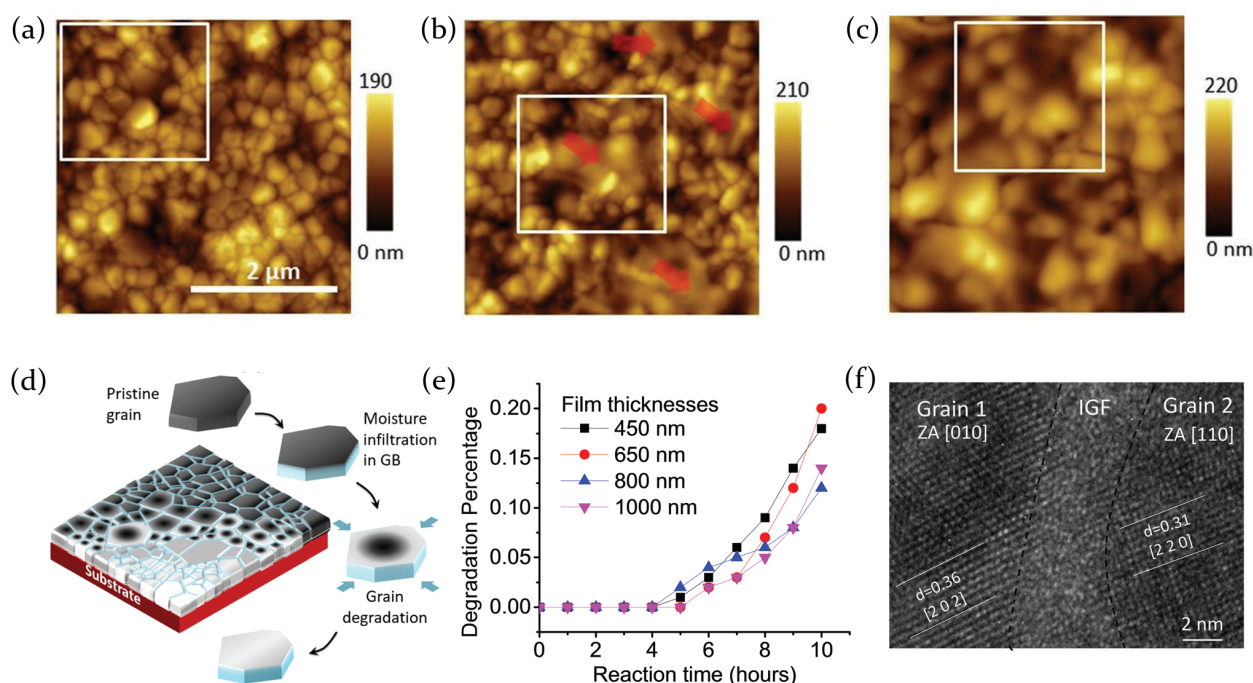 (a)
190
0 nm
2 μm
(b)
210
0 nm
(c)
220
0 nm
(d)
Pristine
grain
Moisture
infiltration
in GB
Grain
degradation
Substrate
(e)
Degradation Percentage
0.20
0.15
0.10
0.05
0.00
Film thicknesses
450 nm
650 nm
800 nm
1000 nm
0 2 4 6 8 10
Reaction time (hours)
(f)
Grain 1
ZA [010]
IGF
Grain 2
ZA [110]
d=0.36
[2 0 2]
d=0.31
[2 2 0]
2 nm